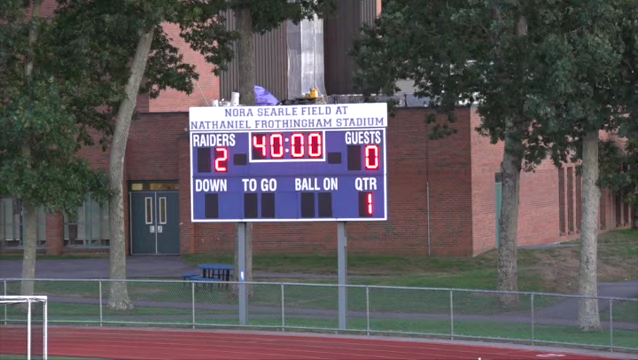 NORA SEARLE FIELD AT
NATHANIEL FROTHINGHAM STADIUM
RAIDERS 40:00 GUESTS
2 0
DOWN TO GO BALL ON QTR
1